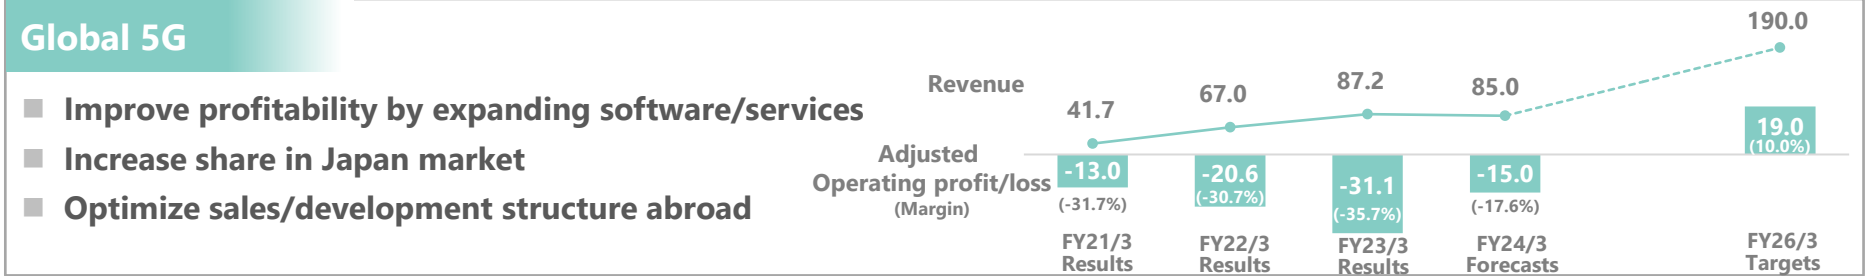 Global 5G
Improve profitability by expanding software/services
Increase share in Japan market
Optimize sales/development structure abroad
Revenue
41.7
67.0
87.2
85.0
190.0
Adjusted
Operating profit/loss
(Margin)
-13.0
(-31.7%)
-20.6
(-30.7%)
-31.1
(-35.7%)
-15.0
(-17.6%)
19.0
(10.0%)
FY21/3
Results
FY22/3
Results
FY23/3
Results
FY24/3
Forecasts
FY26/3
Targets